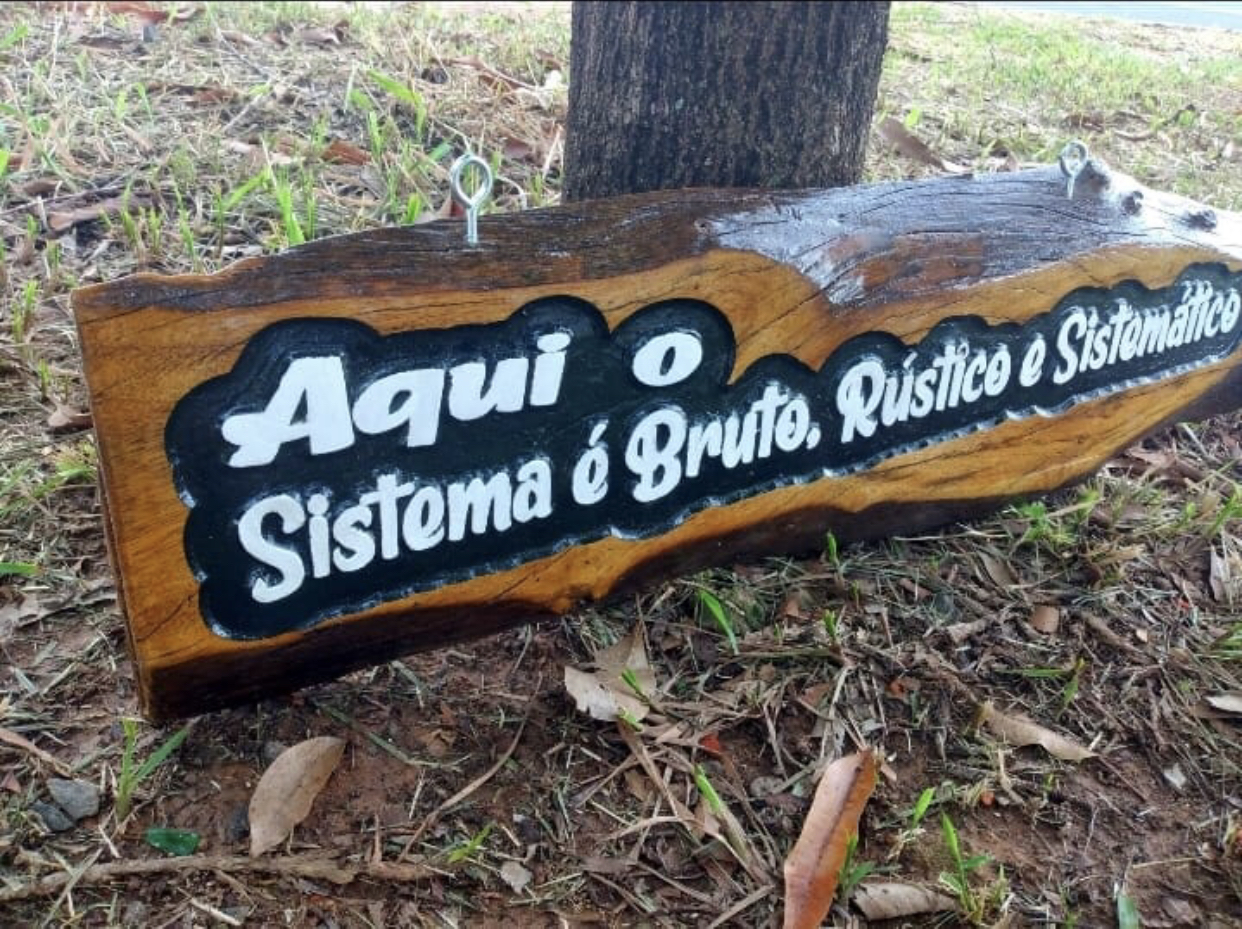 Aqui o
Sistema é Bruto, Rústico e Sistemático